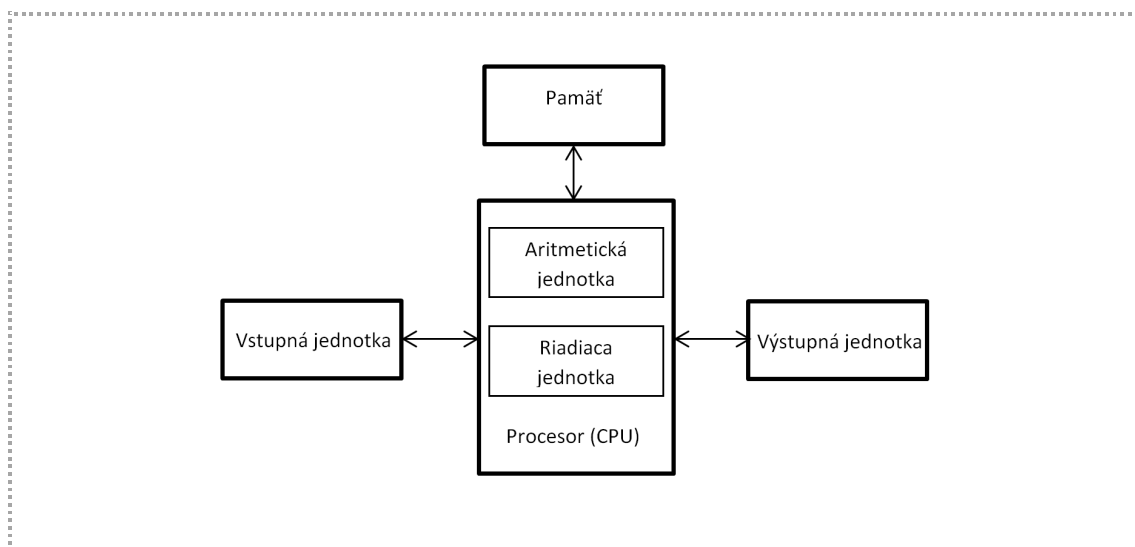 Pamäť
Aritmetická
jednotka
Vstupná jednotka
Riadiaca
jednotka
Výstupná jednotka
Procesor (CPU)